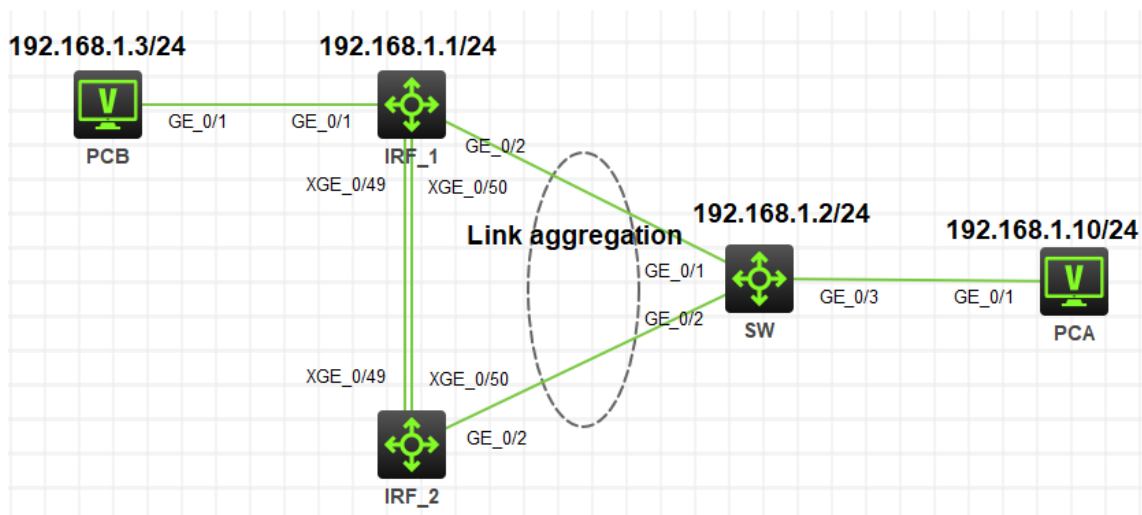 192.168.1.3/24
192.168.1.1/24
V
GE_0/1
GE_0/1
PCB
IRF_1
GE_0/2
XGE_0/49
XGE_0/50
Link aggregation
192.168.1.2/24
192.168.1.10/24
GE_0/1
V
GE_0/3
GE_0/1
GE_0/2
SW
PCA
XGE_0/49
XGE_0/50
GE_0/2
IRF_2